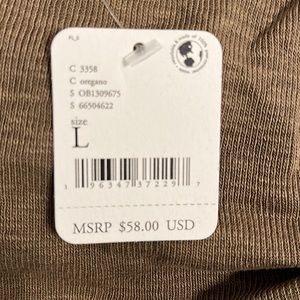 C 3358
C oregano
S OB1309675
S 66504622
size
L
1 96347 37229 7
MSRP $58.00 USD